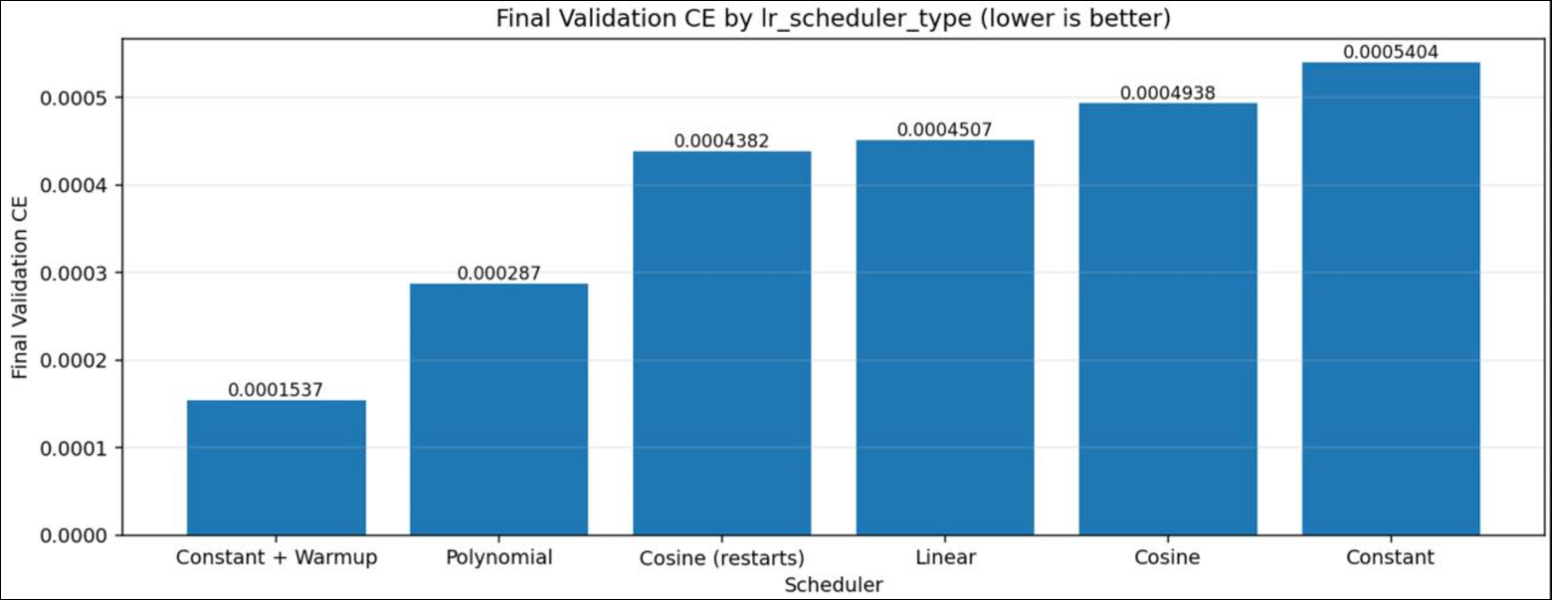 Final Validation CE by lr_scheduler_type (lower is better)
Final Validation CE
0.0005
0.0004
0.0003
0.0002
0.0001
0.0000
0.0001537
0.000287
0.0004382
0.0004507
0.0004938
0.0005404
Constant + Warmup
Polynomial
Cosine (restarts)
Linear
Cosine
Constant
Scheduler